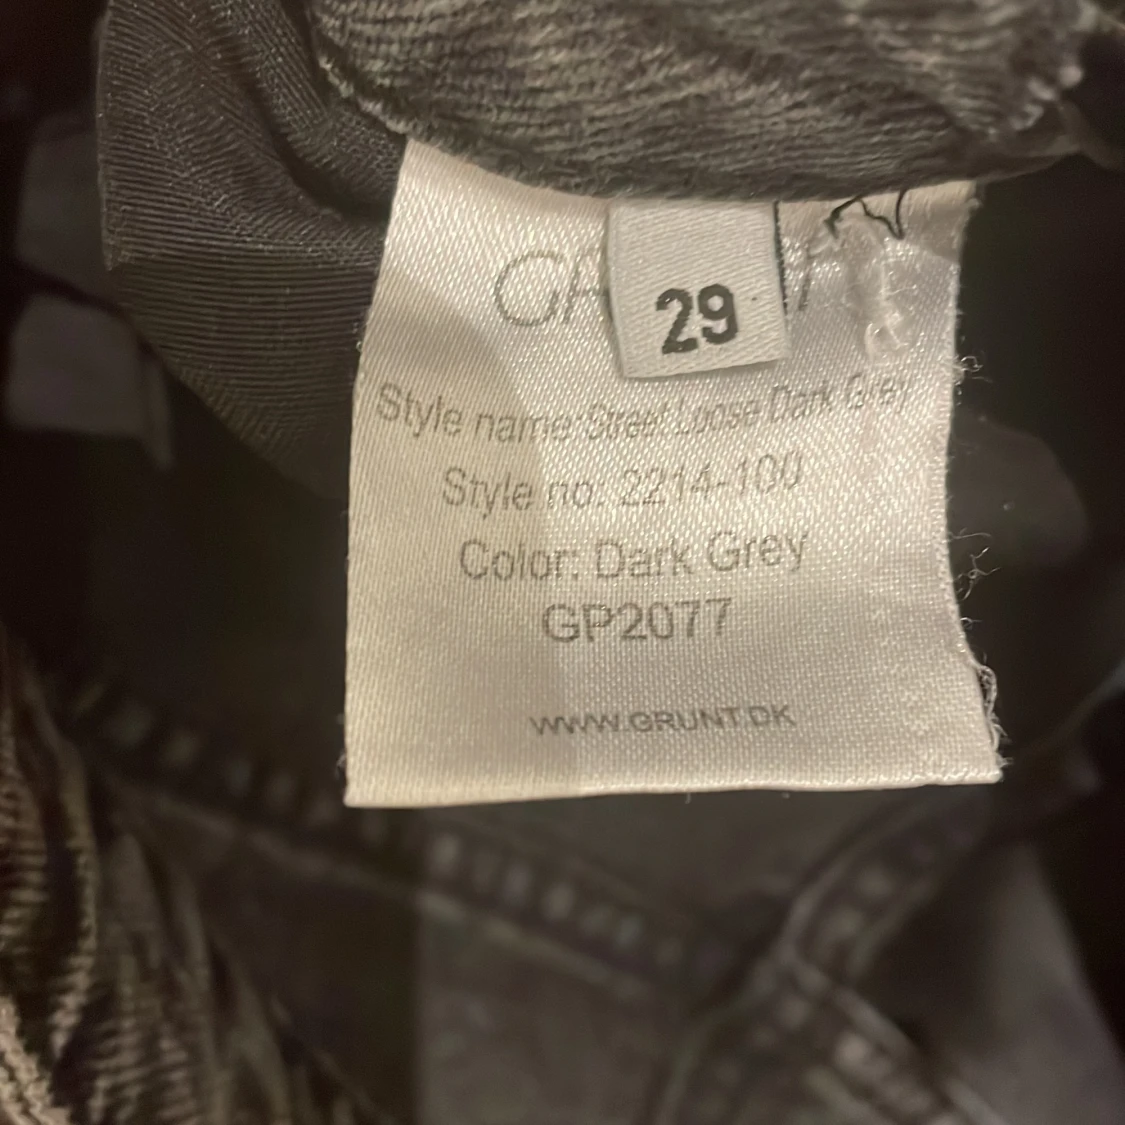 29
Style name: Street Loose Dark Grey
Style no. 2214-100
Color: Dark Grey
GP2077
WWW.GRUNT.DK